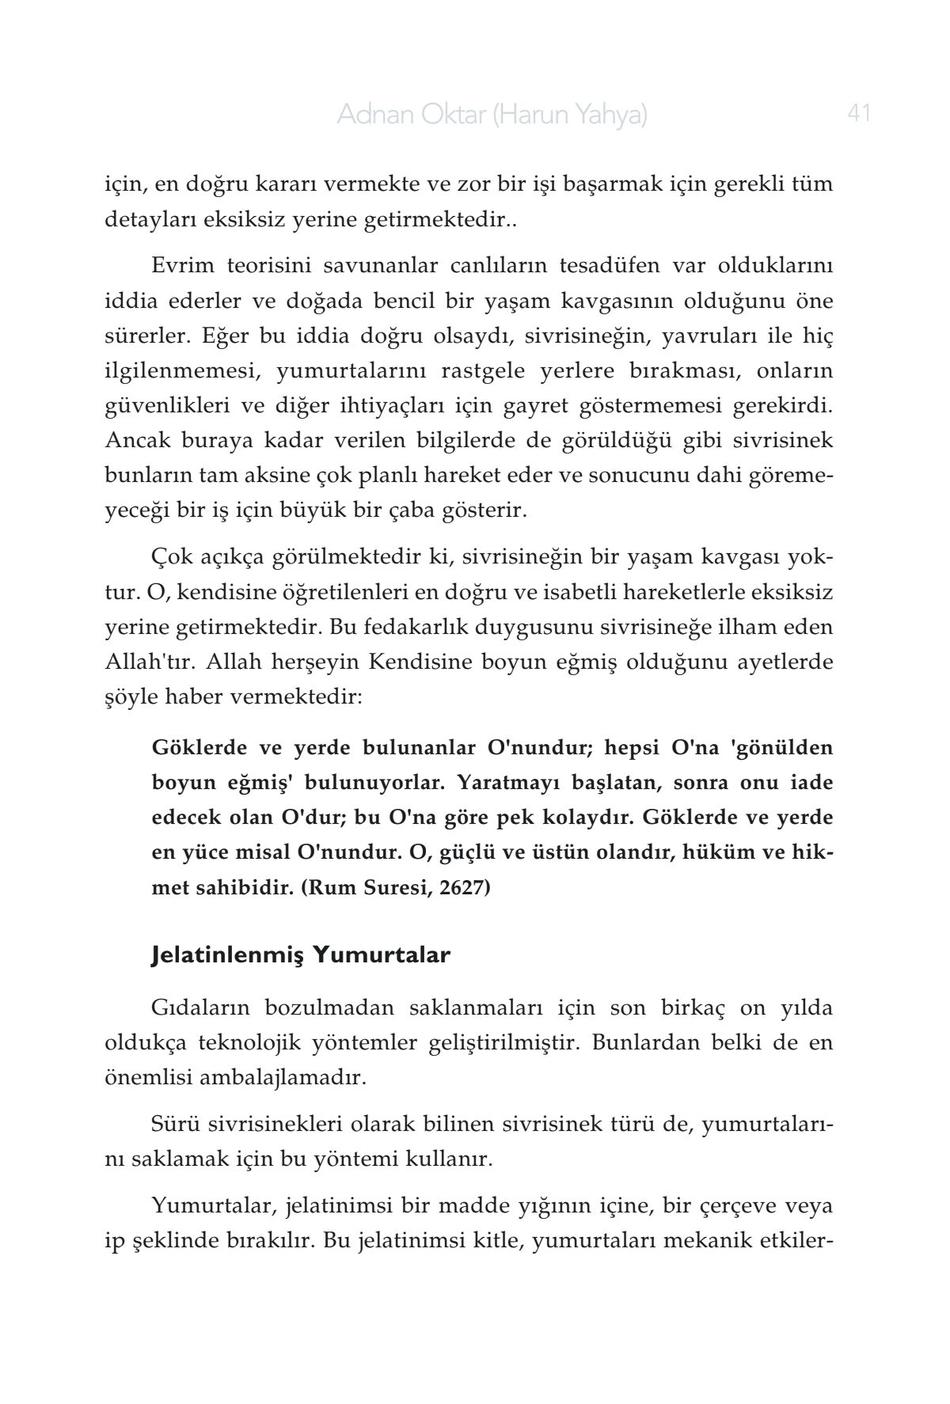 Adnan Oktar (Harun Yahya)
41
için, en doğru kararı vermekte ve zor bir işi başarmak için gerekli tüm
detayları eksiksiz yerine getirmektedir..
Evrim teorisini savunanlar canlıların tesadüfen var olduklarını
iddia ederler ve doğada bencil bir yaşam kavgasının olduğunu öne
sürerler. Eğer bu iddia doğru olsaydı, sivrisineğin, yavruları ile hiç
ilgilenmemesi, yumurtalarını rastgele yerlere bırakması, onların
güvenlikleri ve diğer ihtiyaçları için gayret göstermemesi gerekirdi.
Ancak buraya kadar verilen bilgilerde de görüldüğü gibi sivrisinek
bunların tam aksine çok planlı hareket eder ve sonucunu dahi göreme-
yeceği bir iş için büyük bir çaba gösterir.
Çok açıkça görülmektedir ki, sivrisineğin bir yaşam kavgası yok-
tur. O, kendisine öğretilenleri en doğru ve isabetli hareketlerle eksiksiz
yerine getirmektedir. Bu fedakarlık duygusunu sivrisineğe ilham eden
Allah'tır. Allah herşeyin Kendisine boyun eğmiş olduğunu ayetlerde
şöyle haber vermektedir:
Göklerde ve yerde bulunanlar O'nundur; hepsi O'na 'gönülden
boyun eğmiş' bulunuyorlar. Yaratmayı başlatan, sonra onu iade
edecek olan O'dur; bu O'na göre pek kolaydır. Göklerde ve yerde
en yüce misal O'nundur. O, güçlü ve üstün olandır, hüküm ve hik-
met sahibidir. (Rum Suresi, 2627)
Jelatinlenmiş Yumurtalar
Gıdaların bozulmadan saklanmaları için son birkaç on yılda
oldukça teknolojik yöntemler geliştirilmiştir. Bunlardan belki de en
önemlisi ambalajlamadır.
Sürü sivrisinekleri olarak bilinen sivrisinek türü de, yumurtaları-
nı saklamak için bu yöntemi kullanır.
Yumurtalar, jelatinimsi bir madde yığının içine, bir çerçeve veya
ip şeklinde bırakılır. Bu jelatinimsi kitle, yumurtaları mekanik etkiler-